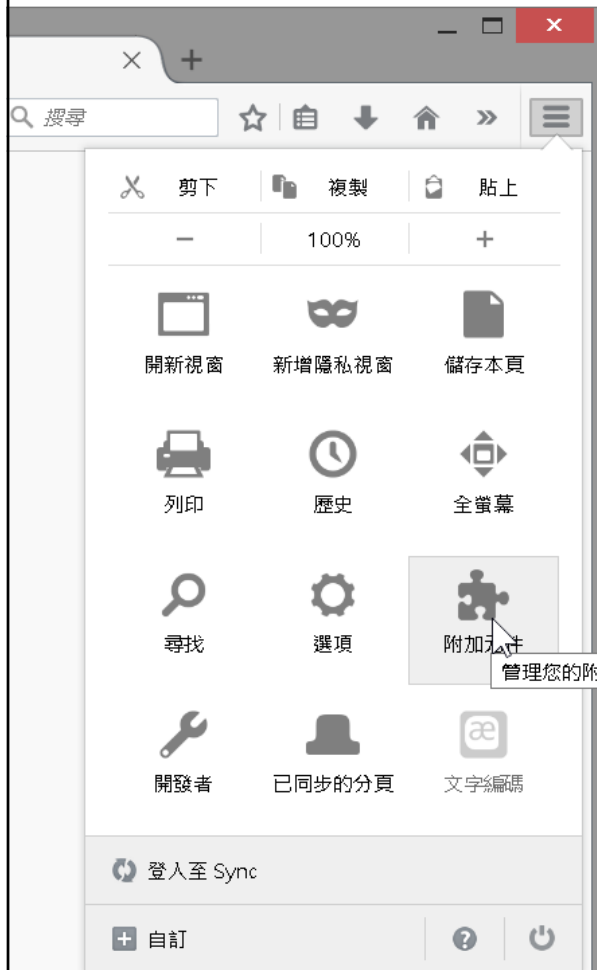 搜尋
剪下 複製 貼上
− 100% +
開新視窗 新增隱私視窗 儲存本頁
列印 歷史 全螢幕
尋找 選項 附加元件
管理您的附
開發者 已同步的分頁 æ 文字編碼
登入至 Sync
自訂 ?